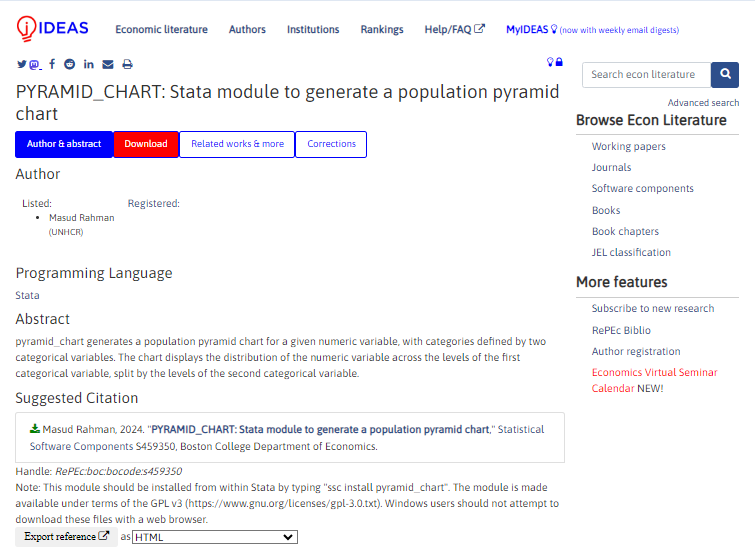 IDEAS
Economic literature Authors Institutions Rankings Help/FAQ MyIDEAS (now with weekly email digests)
PYRAMID_CHART: Stata module to generate a population pyramid
chart
Author & abstract Download Related works & more Corrections
Author
Listed: Registered:
Masud Rahman
(UNHCR)
Programming Language
Stata
Abstract
pyramid_chart generates a population pyramid chart for a given numeric variable, with categories defined by two
categorical variables. The chart displays the distribution of the numeric variable across the levels of the first
categorical variable, split by the levels of the second categorical variable.
Suggested Citation
Masud Rahman, 2024. "PYRAMID_CHART: Stata module to generate a population pyramid chart," Statistical
Software Components S459350, Boston College Department of Economics.
Handle: RePEc:boc:bocode:s459350
Note: This module should be installed from within Stata by typing "ssc install pyramid_chart". The module is made
available under terms of the GPL v3 (https://www.gnu.org/licenses/gpl-3.0.txt). Windows users should not attempt to
download these files with a web browser.
Export reference as HTML
Search econ literature
Advanced search
Browse Econ Literature
Working papers
Journals
Software components
Books
Book chapters
JEL classification
More features
Subscribe to new research
RePEc Biblio
Author registration
Economics Virtual Seminar
Calendar NEW!